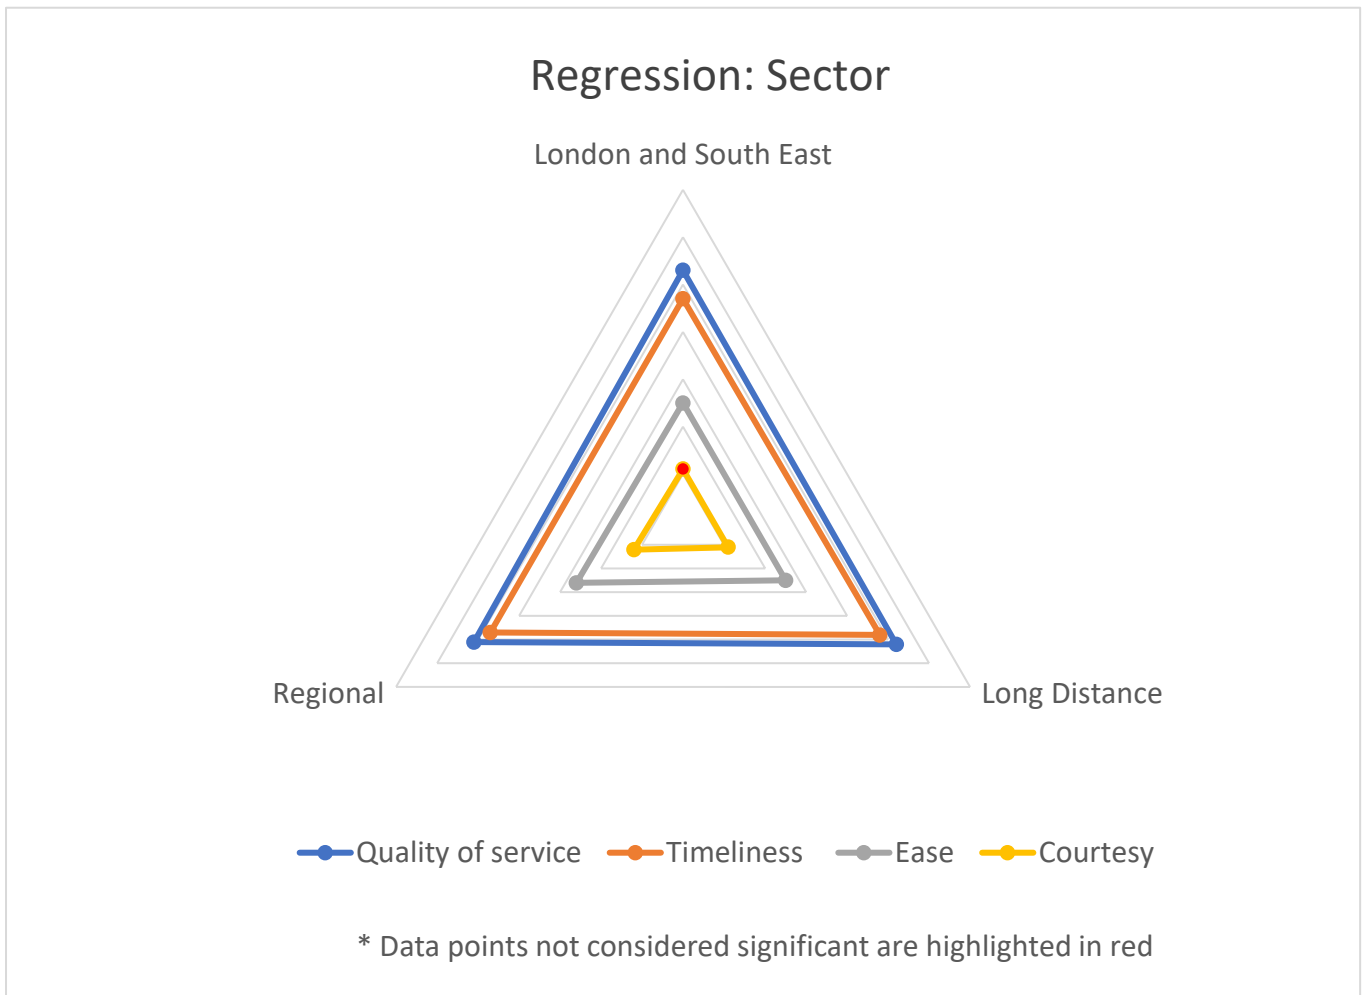 Regression: Sector
London and South East
Regional
Long Distance
Quality of service Timeliness Ease Courtesy
* Data points not considered significant are highlighted in red